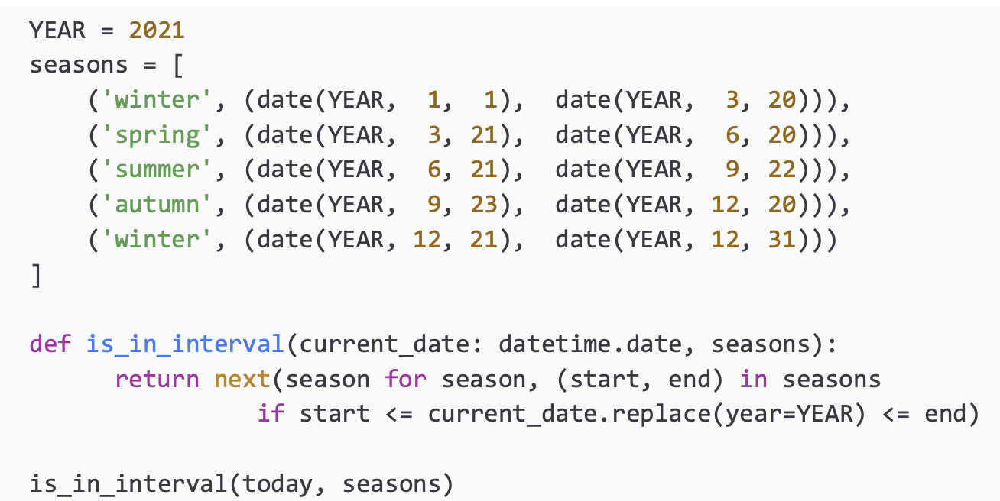 YEAR = 2021
seasons = [
    ('winter', (date(YEAR,  1,  1),  date(YEAR,  3, 20))),
    ('spring', (date(YEAR,  3, 21),  date(YEAR,  6, 20))),
    ('summer', (date(YEAR,  6, 21),  date(YEAR,  9, 22))),
    ('autumn', (date(YEAR,  9, 23),  date(YEAR, 12, 20))),
    ('winter', (date(YEAR, 12, 21),  date(YEAR, 12, 31)))
]

def is_in_interval(current_date: datetime.date, seasons):
      return next(season for season, (start, end) in seasons
                if start <= current_date.replace(year=YEAR) <= end)

is_in_interval(today, seasons)